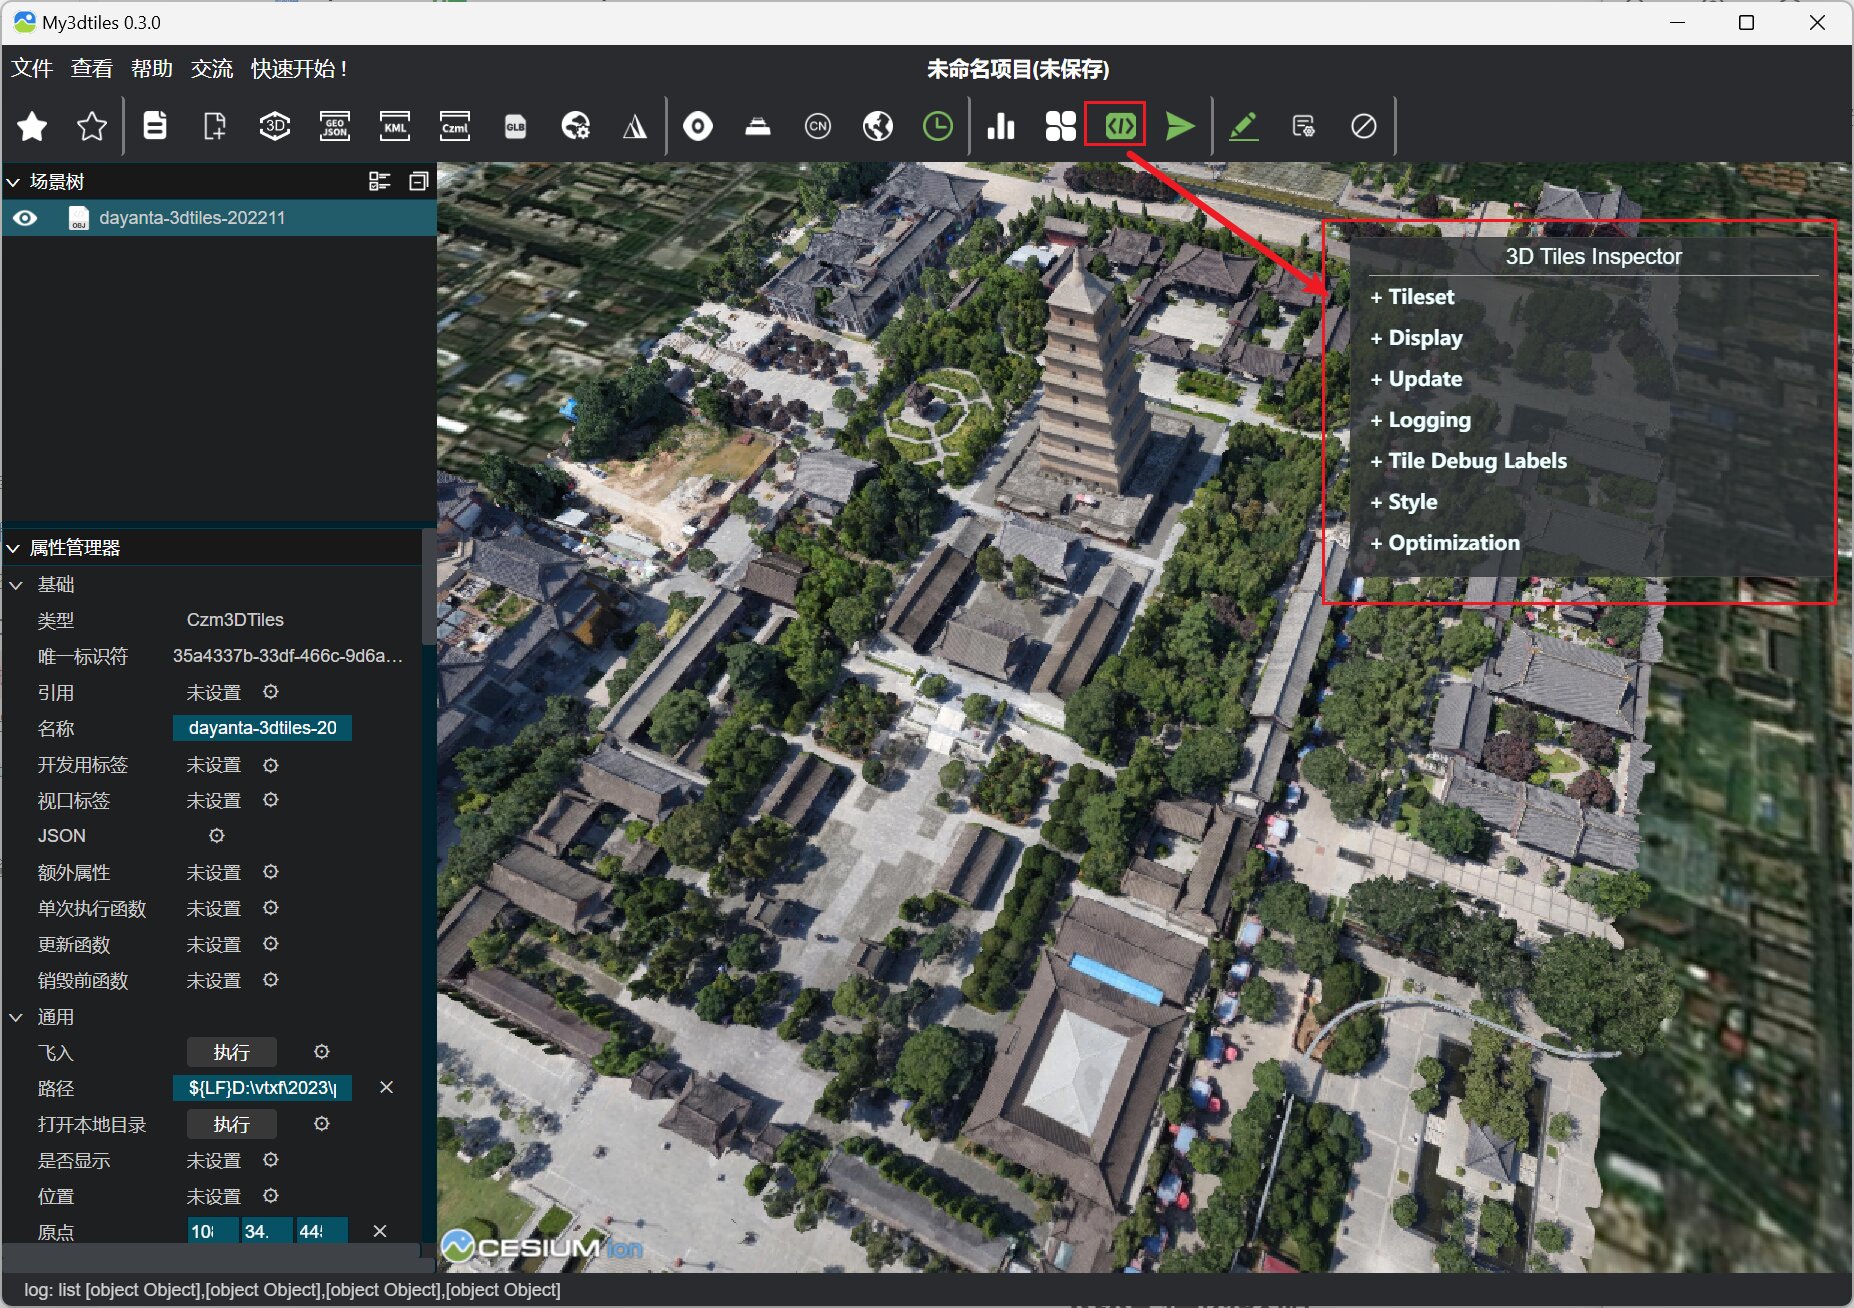 My3dtiles 0.3.0
文件 查看 帮助 交流 快速开始！
未命名项目(未保存)
3D GEO JSON KML Czml GLB CN
场景树
OBJ dayanta-3dtiles-202211
3D Tiles Inspector
+ Tileset
+ Display
+ Update
+ Logging
+ Tile Debug Labels
+ Style
+ Optimization
属性管理器
基础
类型 Czm3DTiles
唯一标识符 35a4337b-33df-466c-9d6a...
引用 未设置
名称 dayanta-3dtiles-20
开发用标签 未设置
视口标签 未设置
JSON
额外属性 未设置
单次执行函数 未设置
更新函数 未设置
销毁前函数 未设置
通用
飞入 执行
路径 ${LF}D:\vtxf\2023\
打开本地目录 执行
是否显示 未设置
位置 未设置
原点 10 34. 44
CESIUM ion
log: list [object Object],[object Object],[object Object],[object Object]